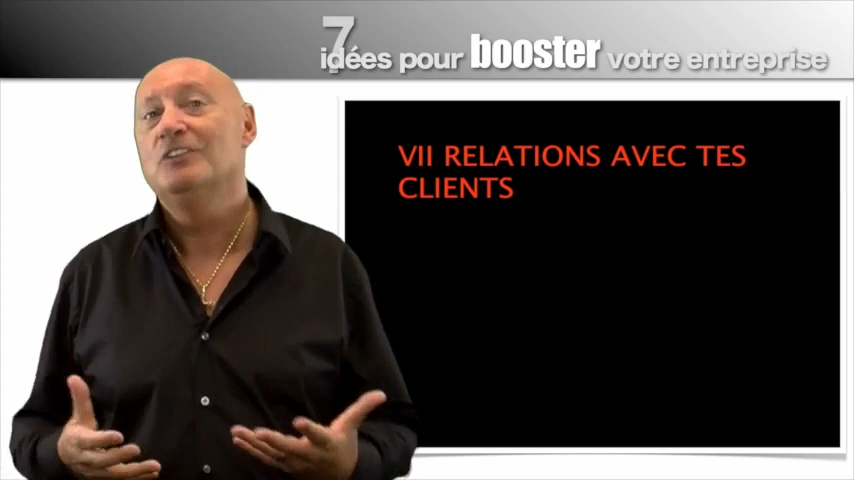 7
idées pour booster votre entreprise
VII RELATIONS AVEC TES
CLIENTS